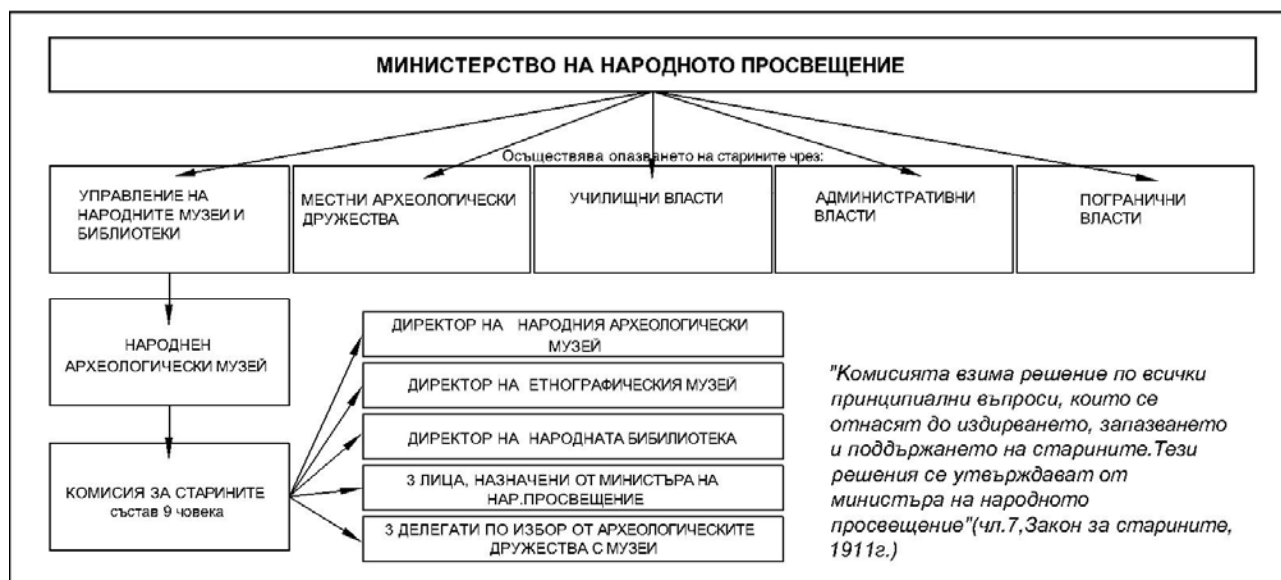 МИНИСТЕРСТВО НА НАРОДНОТО ПРОСВЕЩЕНИЕ
Осъществява опазването на старините чрез:
УПРАВЛЕНИЕ НА
НАРОДНИТЕ МУЗЕИ И
БИБЛИОТЕКИ
МЕСТНИ АРХЕОЛОГИЧЕСКИ
ДРУЖЕСТВА
УЧИЛИЩНИ ВЛАСТИ
АДМИНИСТРАТИВНИ
ВЛАСТИ
ПОГРАНИЧНИ
ВЛАСТИ
НАРОДНЕН
АРХЕОЛОГИЧЕСКИ МУЗЕЙ
КОМИСИЯ ЗА СТАРИНИТЕ
състав 9 човека
ДИРЕКТОР НА НАРОДНИЯ АРХЕОЛОГИЧЕСКИ
МУЗЕЙ
ДИРЕКТОР НА ЕТНОГРАФИЧЕСКИЯ МУЗЕЙ
ДИРЕКТОР НА НАРОДНАТА БИБИЛИОТЕКА
3 ЛИЦА, НАЗНАЧЕНИ ОТ МИНИСТЪРА НА
НАР.ПРОСВЕЩЕНИЕ
3 ДЕЛЕГАТИ ПО ИЗБОР ОТ АРХЕОЛОГИЧЕСКИТЕ
ДРУЖЕСТВА С МУЗЕИ
"Комисията взима решение по всички
принципиални въпроси, които се
отнасят до издирването, запазването
и поддържането на старините.Тези
решения се утвърждават от
министъра на народното
просвещение"(чл.7,Закон за старините,
1911г.)